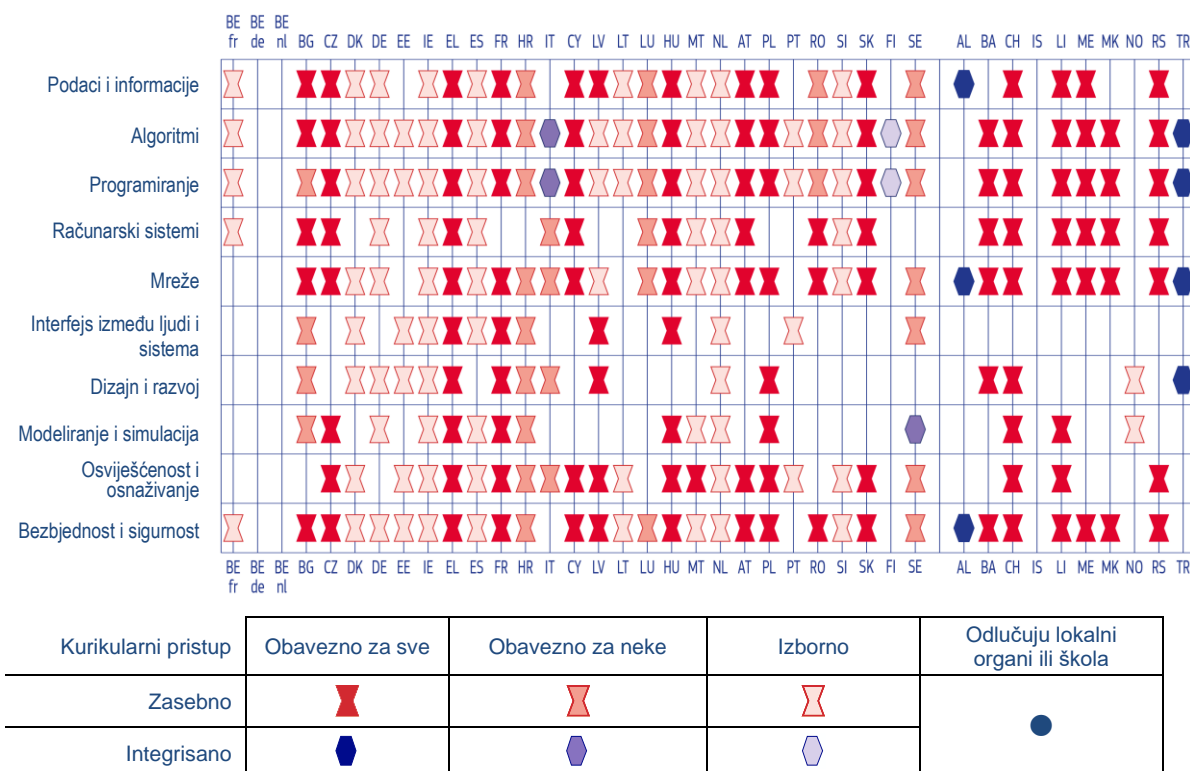 BE BE BE
fr de nl BG CZ DK DE EE IE EL ES FR HR IT CY LV LT LU HU MT NL AT PL PT RO SI SK FI SE AL BA CH IS LI ME MK NO RS TR
Podaci i informacije
Algoritmi
Programiranje
Računarski sistemi
Mreže
Interfejs između ljudi i
sistema
Dizajn i razvoj
Modeliranje i simulacija
Osviješćenost i
osnaživanje
Bezbjednost i sigurnost
BE BE BE BG CZ DK DE EE IE EL ES FR HR IT CY LV LT LU HU MT NL AT PL PT RO SI SK FI SE AL BA CH IS LI ME MK NO RS TR
fr de nl
Kurikularni pristup Obavezno za sve Obavezno za neke Izborno Odlučuju lokalni
organi ili škola
Zasebno
Integrisano